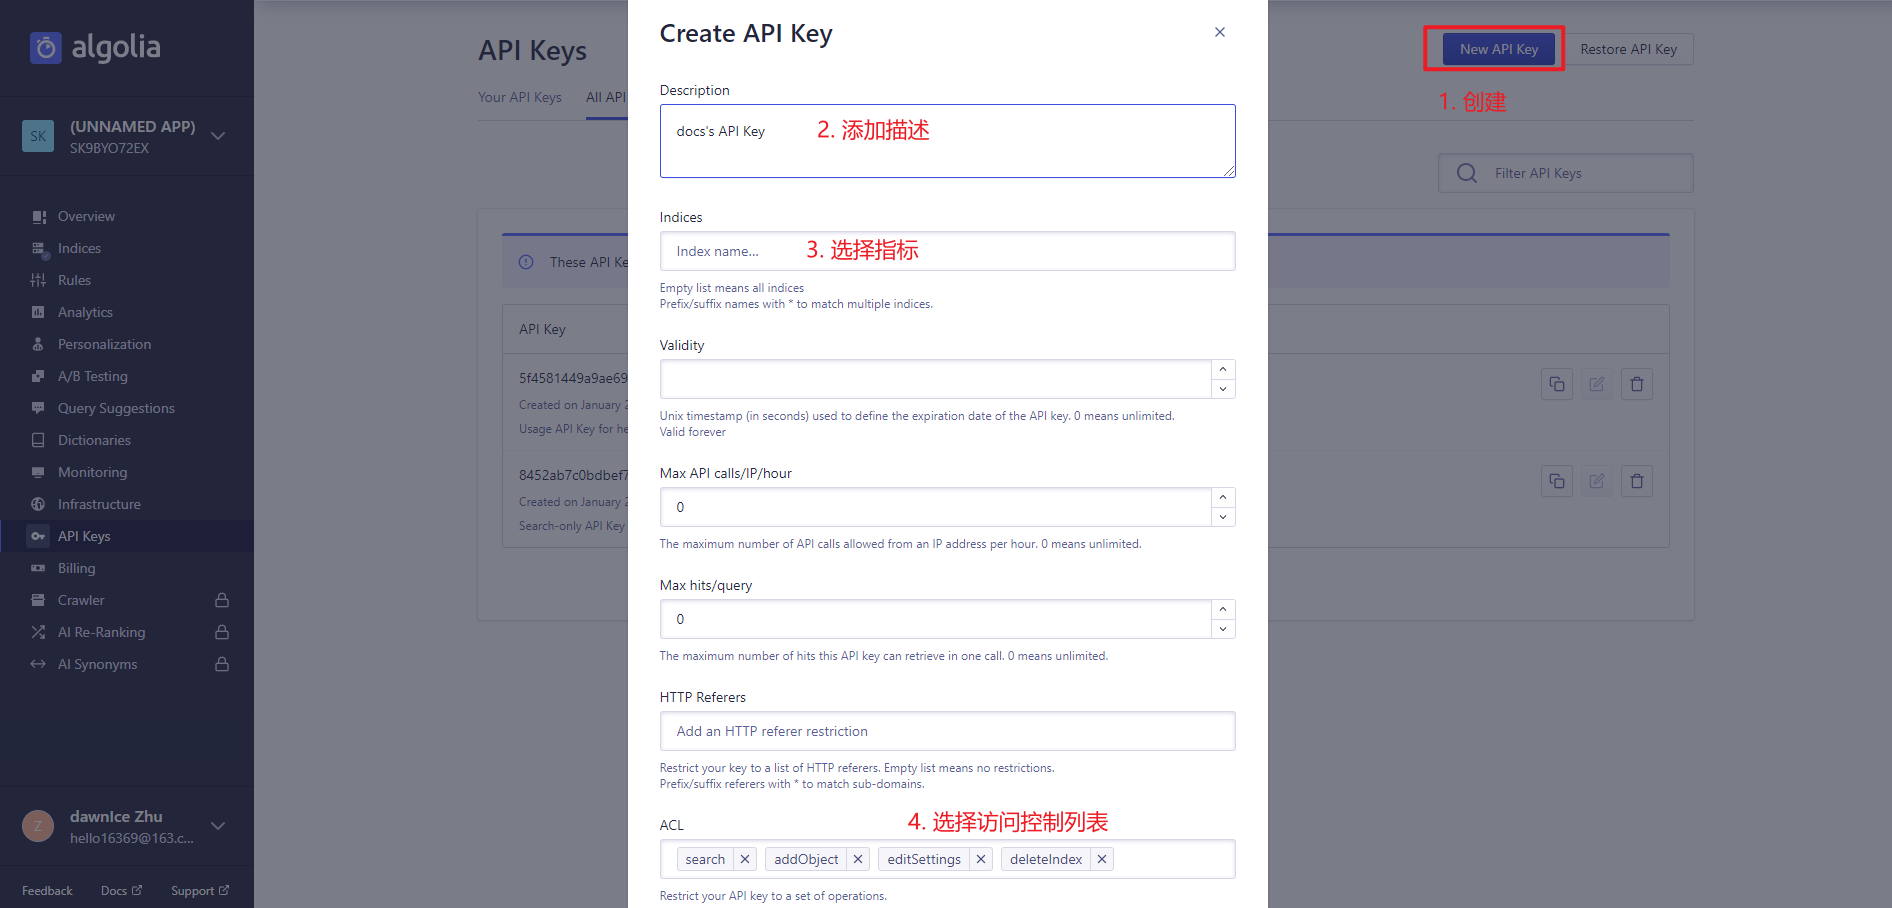 algolia
SK
(UNNAMED APP)
SK9BYO72EX
Overview
Indices
Rules
Analytics
Personalization
A/B Testing
Query Suggestions
Dictionaries
Monitoring
Infrastructure
API Keys
Billing
Crawler
AI Re-Ranking
AI Synonyms
Z
dawnIce Zhu
hello16369@163.c...
Feedback
Docs
Support
API Keys
Your API Keys
All API
New API Key
Restore API Key
1. 创建
Filter API Keys
These API Ke
API Key
5f4581449a9ae69
Created on January 2
Usage API Key for he
8452ab7c0bdbef7
Created on January 2
Search-only API Key
Create API Key
Description
docs's API Key
2. 添加描述
Indices
Index name...
3. 选择指标
Empty list means all indices
Prefix/suffix names with * to match multiple indices.
Validity
Unix timestamp (in seconds) used to define the expiration date of the API key. 0 means unlimited.
Valid forever
Max API calls/IP/hour
0
The maximum number of API calls allowed from an IP address per hour. 0 means unlimited.
Max hits/query
0
The maximum number of hits this API key can retrieve in one call. 0 means unlimited.
HTTP Referers
Add an HTTP referer restriction
Restrict your key to a list of HTTP referers. Empty list means no restrictions.
Prefix/suffix referers with * to match sub-domains.
ACL
4. 选择访问控制列表
search
addObject
editSettings
deleteIndex
Restrict your API key to a set of operations.